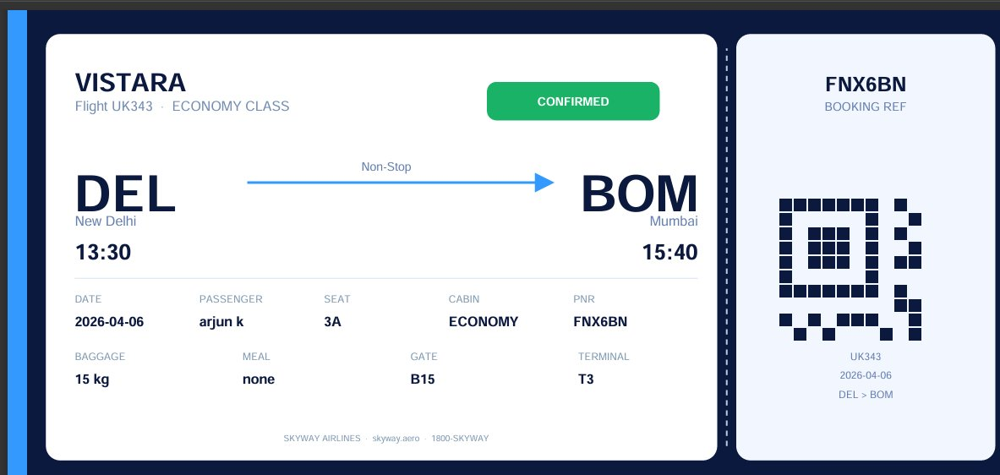 VISTARA
Flight UK343 · ECONOMY CLASS
CONFIRMED
Non-Stop
DEL
BOM
New Delhi
Mumbai
13:30
15:40
DATE
PASSENGER
SEAT
CABIN
PNR
2026-04-06
arjun k
3A
ECONOMY
FNX6BN
BAGGAGE
MEAL
GATE
TERMINAL
15 kg
none
B15
T3
SKYWAY AIRLINES · skyway.aero · 1800-SKYWAY
FNX6BN
BOOKING REF
UK343
2026-04-06
DEL > BOM